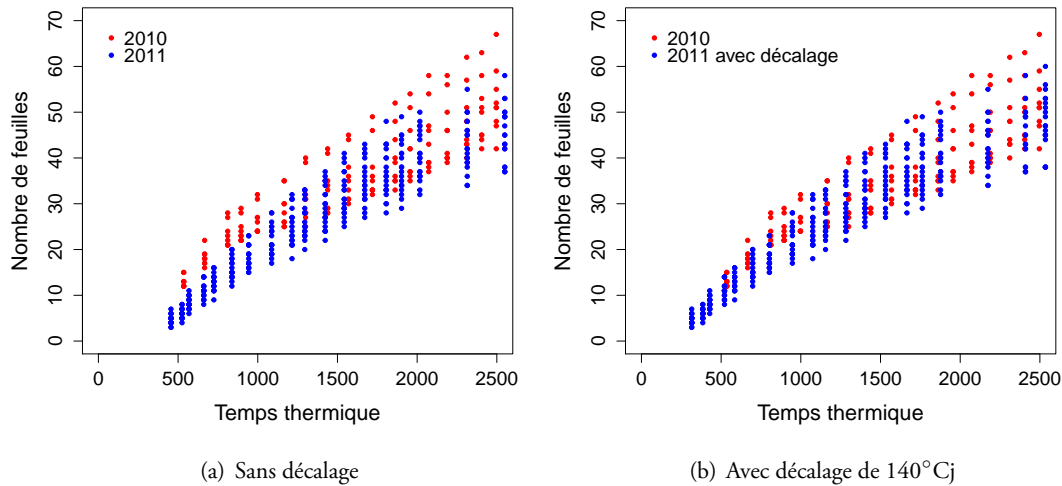 70
60
50
40
30
20
10
0
Nombre de feuilles
2010
2011
0 500 1000 1500 2000 2500
Temps thermique
(a) Sans décalage
70
60
50
40
30
20
10
0
Nombre de feuilles
2010
2011 avec décalage
0 500 1000 1500 2000 2500
Temps thermique
(b) Avec décalage de 140°Cj